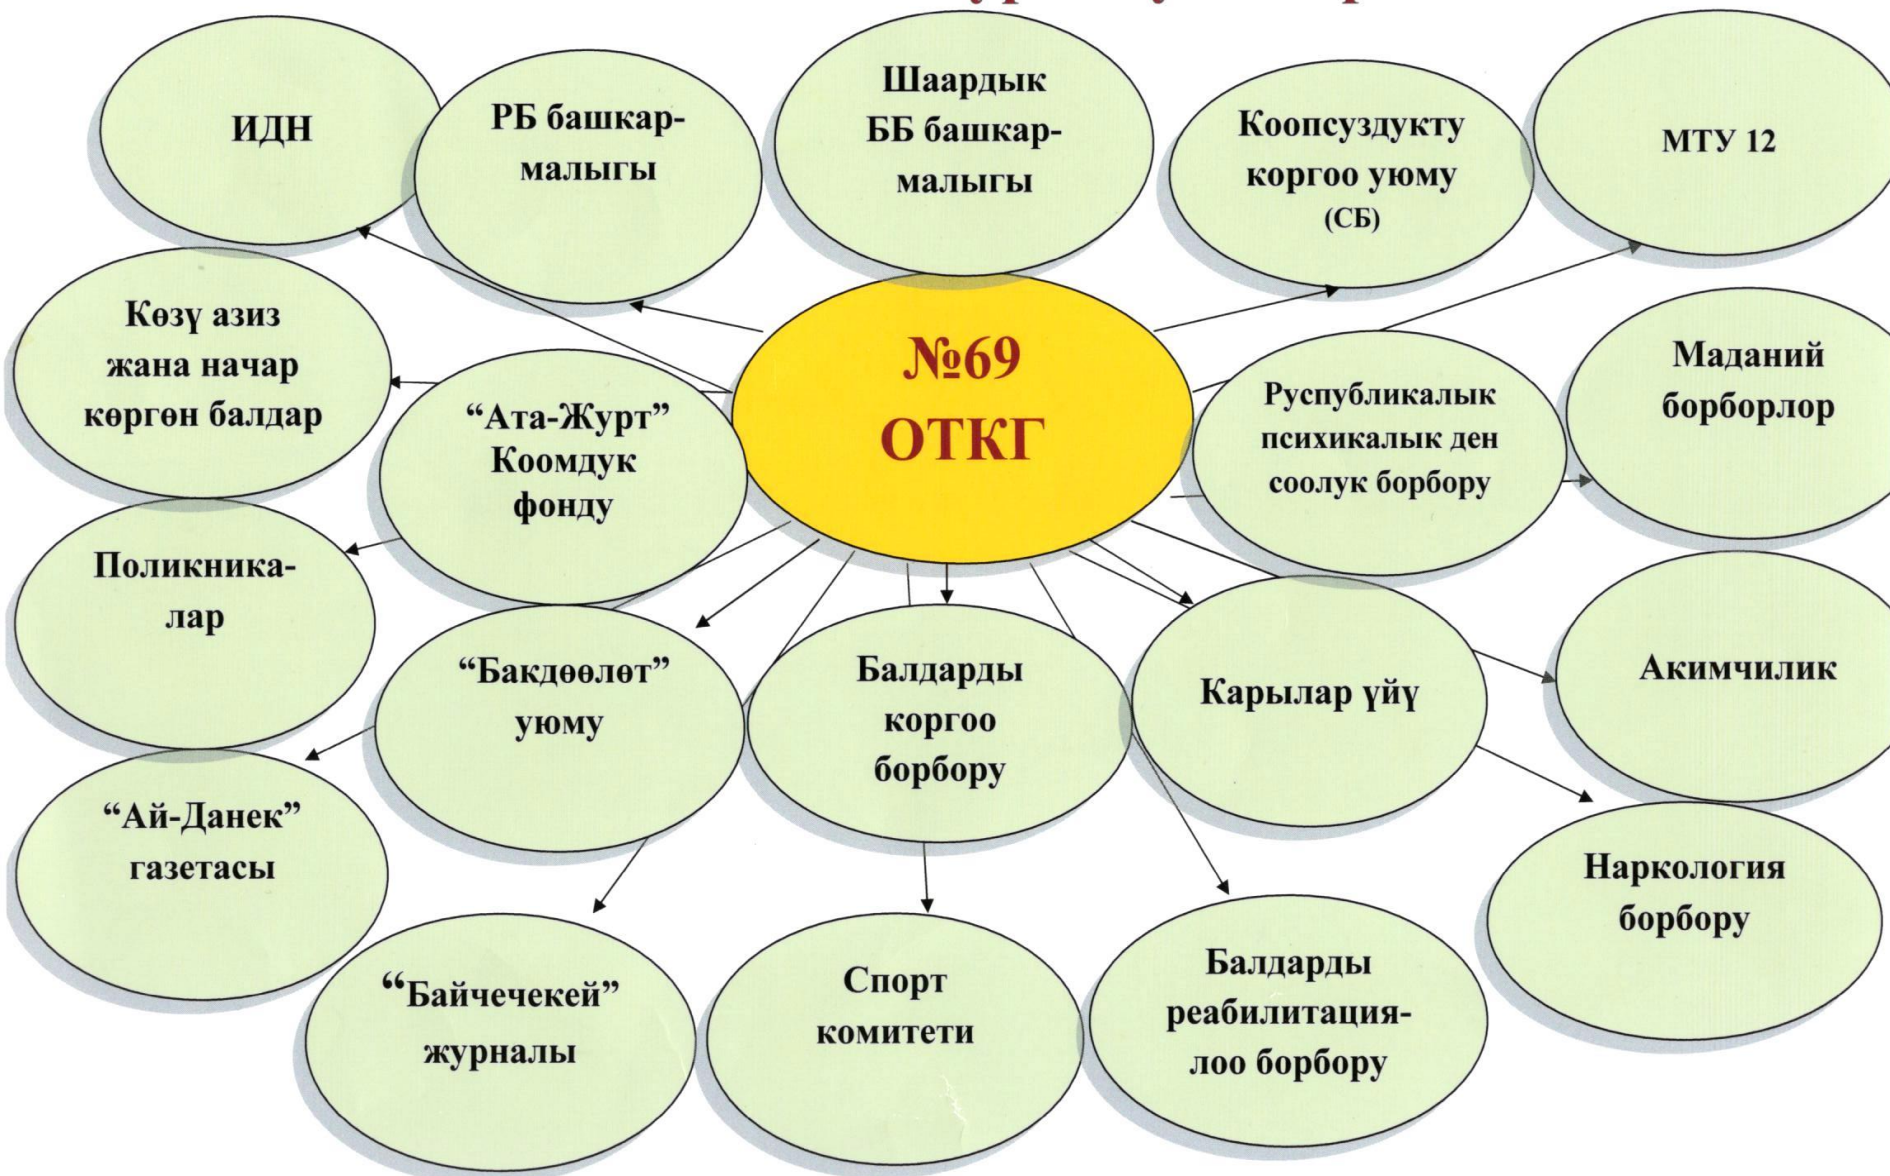 ИДН
РБ башкар-
малыгы
Шаардык
ББ башкар-
малыгы
Коопсуздукту
коргоо уюму
(СБ)
МТУ 12
Көзү азиз
жана начар
көргөн балдар
“Ата-Журт”
Коомдук
фонду
№69
ОТКГ
Руспубликалык
психикалык ден
соолук борбору
Маданий
борборлор
Поликника-
лар
“Бакдөөлөт”
уюму
Балдарды
коргоо
борбору
Карылар үйү
Акимчилик
“Ай-Данек”
газетасы
“Байчечекей”
журналы
Спорт
комитети
Балдарды
реабилитация-
лоо борбору
Наркология
борбору